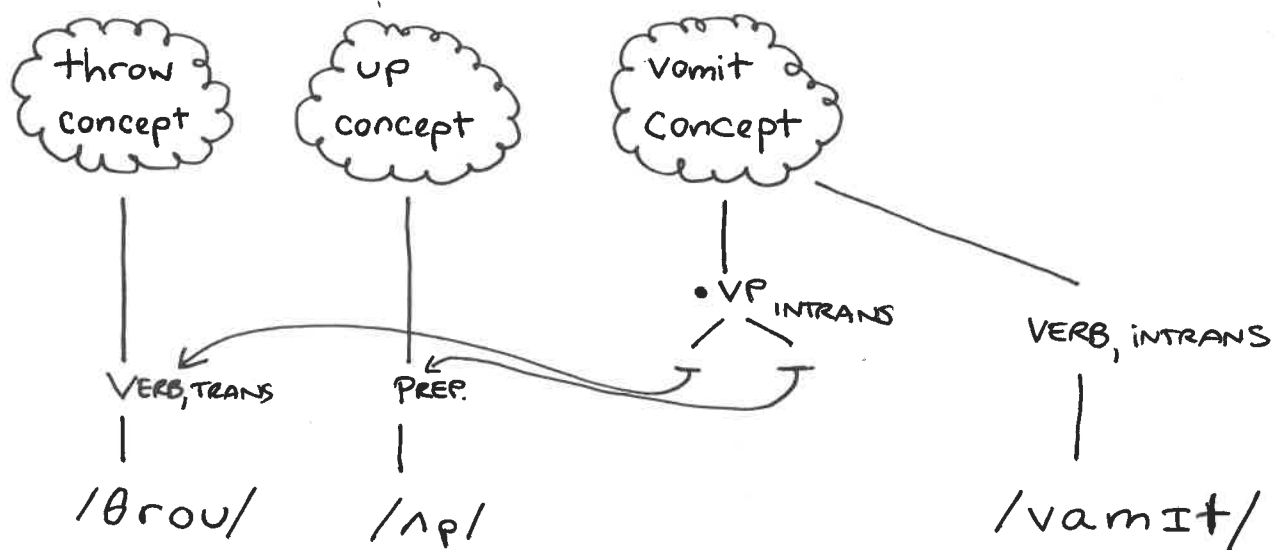 throw
concept
up
concept
vomit
concept
• VP INTRANS
VERB, INTRANS
VERB, TRANS
PREP.
/θrou/
/ʌp/
/vamɪt/